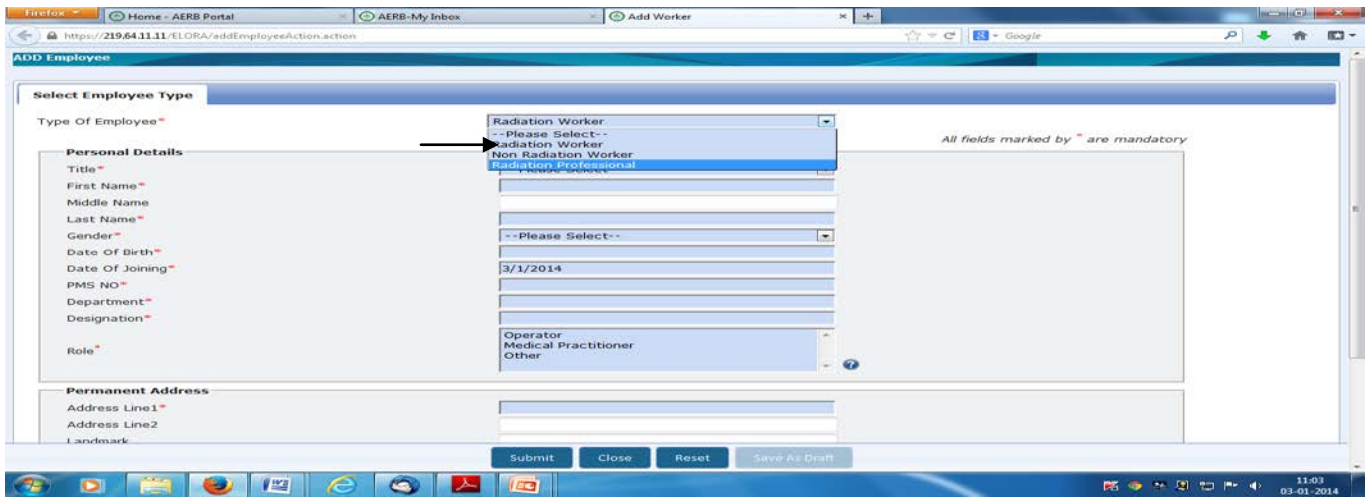 Firefox
Home - AERB Portal
AERB-My Inbox
Add Worker
https://219.64.11.11/ELORA/addEmployeeAction.action
Google
ADD Employee
Select Employee Type
Type Of Employee*
Radiation Worker
--Please Select--
Radiation Worker
Non Radiation Worker
Radiation Professional
All fields marked by * are mandatory
Personal Details
Title*
First Name*
Middle Name
Last Name*
Gender* --Please Select--
Date Of Birth*
Date Of Joining* 3/1/2014
PMS NO*
Department*
Designation*
Role*
Operator
Medical Practitioner
Other
Permanent Address
Address Line1*
Address Line2
Landmark
Submit Close Reset Save As Draft
11:03
03-01-2014